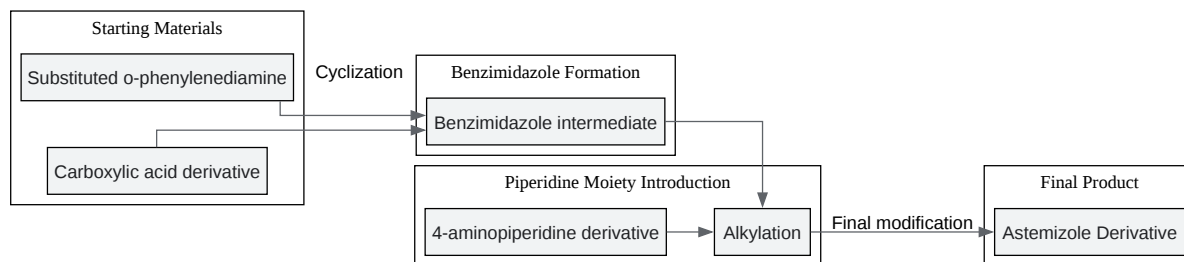 Starting Materials
Substituted o-phenylenediamine
Carboxylic acid derivative
Cyclization
Benzimidazole Formation
Benzimidazole intermediate
Piperidine Moiety Introduction
4-aminopiperidine derivative
Alkylation
Final modification
Final Product
Astemizole Derivative